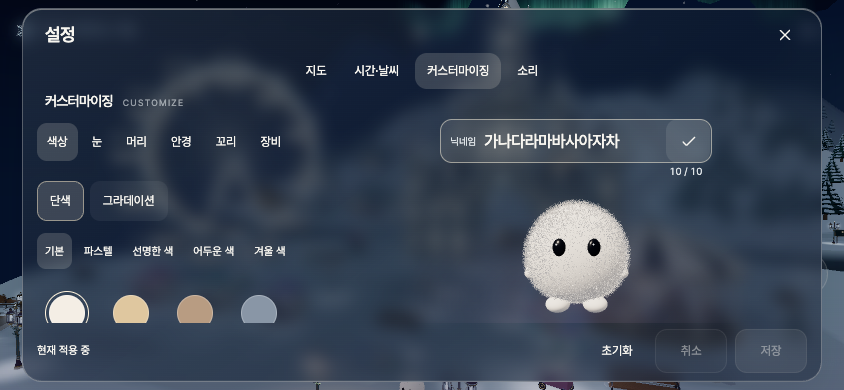 설정
지도 시간·날씨 커스터마이징 소리
커스터마이징 CUSTOMIZE
색상 눈 머리 안경 꼬리 장비
닉네임 가나다라마바사아자차
10 / 10
단색 그라데이션
기본 파스텔 선명한 색 어두운 색 겨울 색
현재 적용 중
초기화 취소 저장